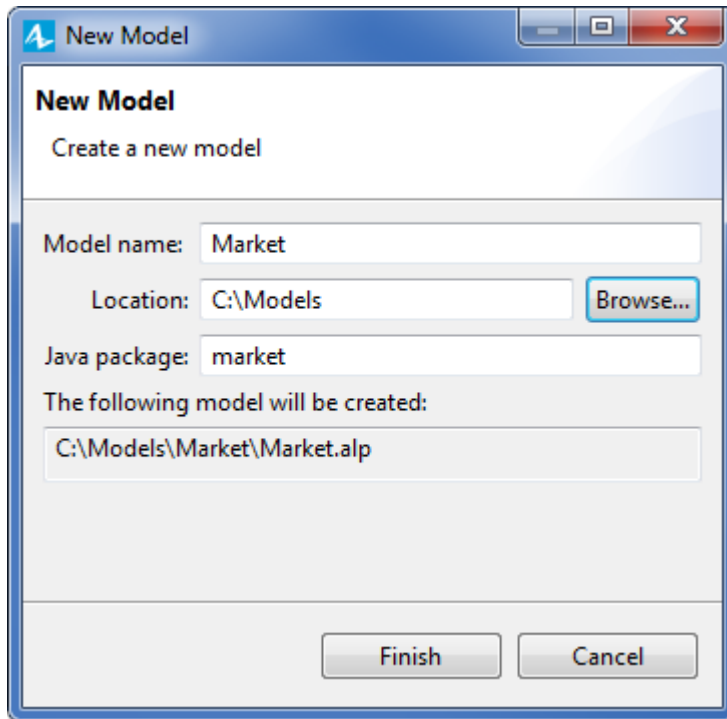 New Model
New Model
Create a new model
Model name: Market
Location: C:\Models Browse...
Java package: market
The following model will be created:
C:\Models\Market\Market.alp
Finish Cancel